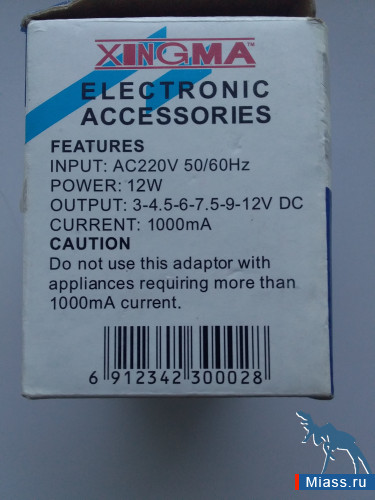 XINGMA™
ELECTRONIC
ACCESSORIES
FEATURES
INPUT: AC220V 50/60Hz
POWER: 12W
OUTPUT: 3-4.5-6-7.5-9-12V DC
CURRENT: 1000mA
CAUTION
Do not use this adaptor with
appliances requiring more than
1000mA current.
6 912342 300028
Miass.ru